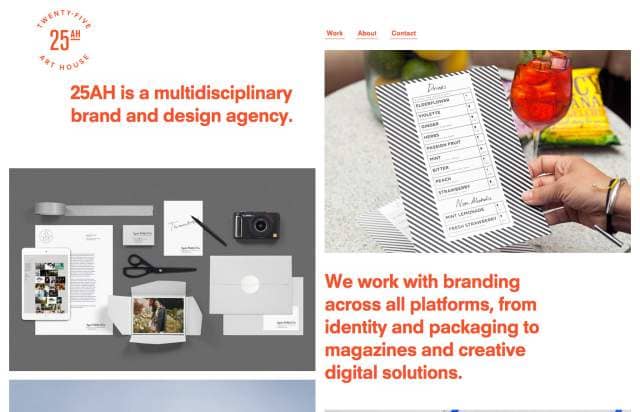 TWENTY-FIVE
25AH
ART HOUSE
25AH is a multidisciplinary
brand and design agency.
Work
About
Contact
Drinks
ELDERFLOWER
VIOLETTE
GINGER
HERBS
PASSION FRUIT
MINT
BITTER
PEACH
STRAWBERRY
Non Alcoholic
MINT LEMONADE
FRESH STRAWBERRY
We work with branding
across all platforms, from
identity and packaging to
magazines and creative
digital solutions.